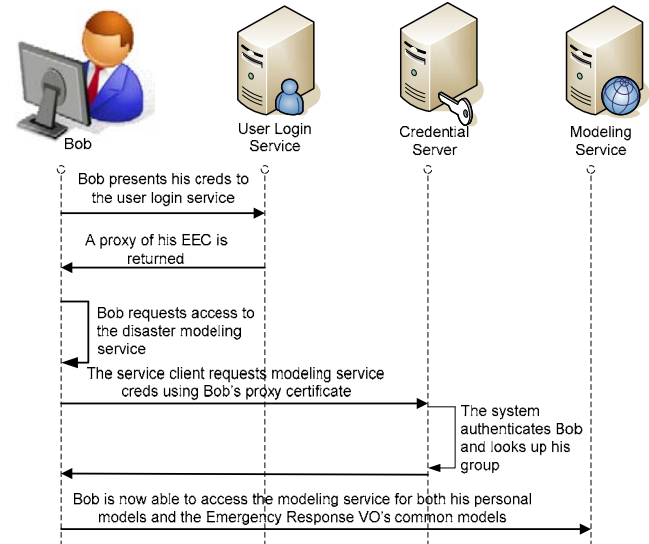 Bob
User Login
Service
Credential
Server
Modeling
Service
Bob presents his creds to
the user login service
A proxy of his EEC is
returned
Bob requests access to
the disaster modeling
service
The service client requests modeling service
creds using Bob's proxy certificate
The system
authenticates Bob
and looks up his
group
Bob is now able to access the modeling service for both his personal
models and the Emergency Response VO's common models